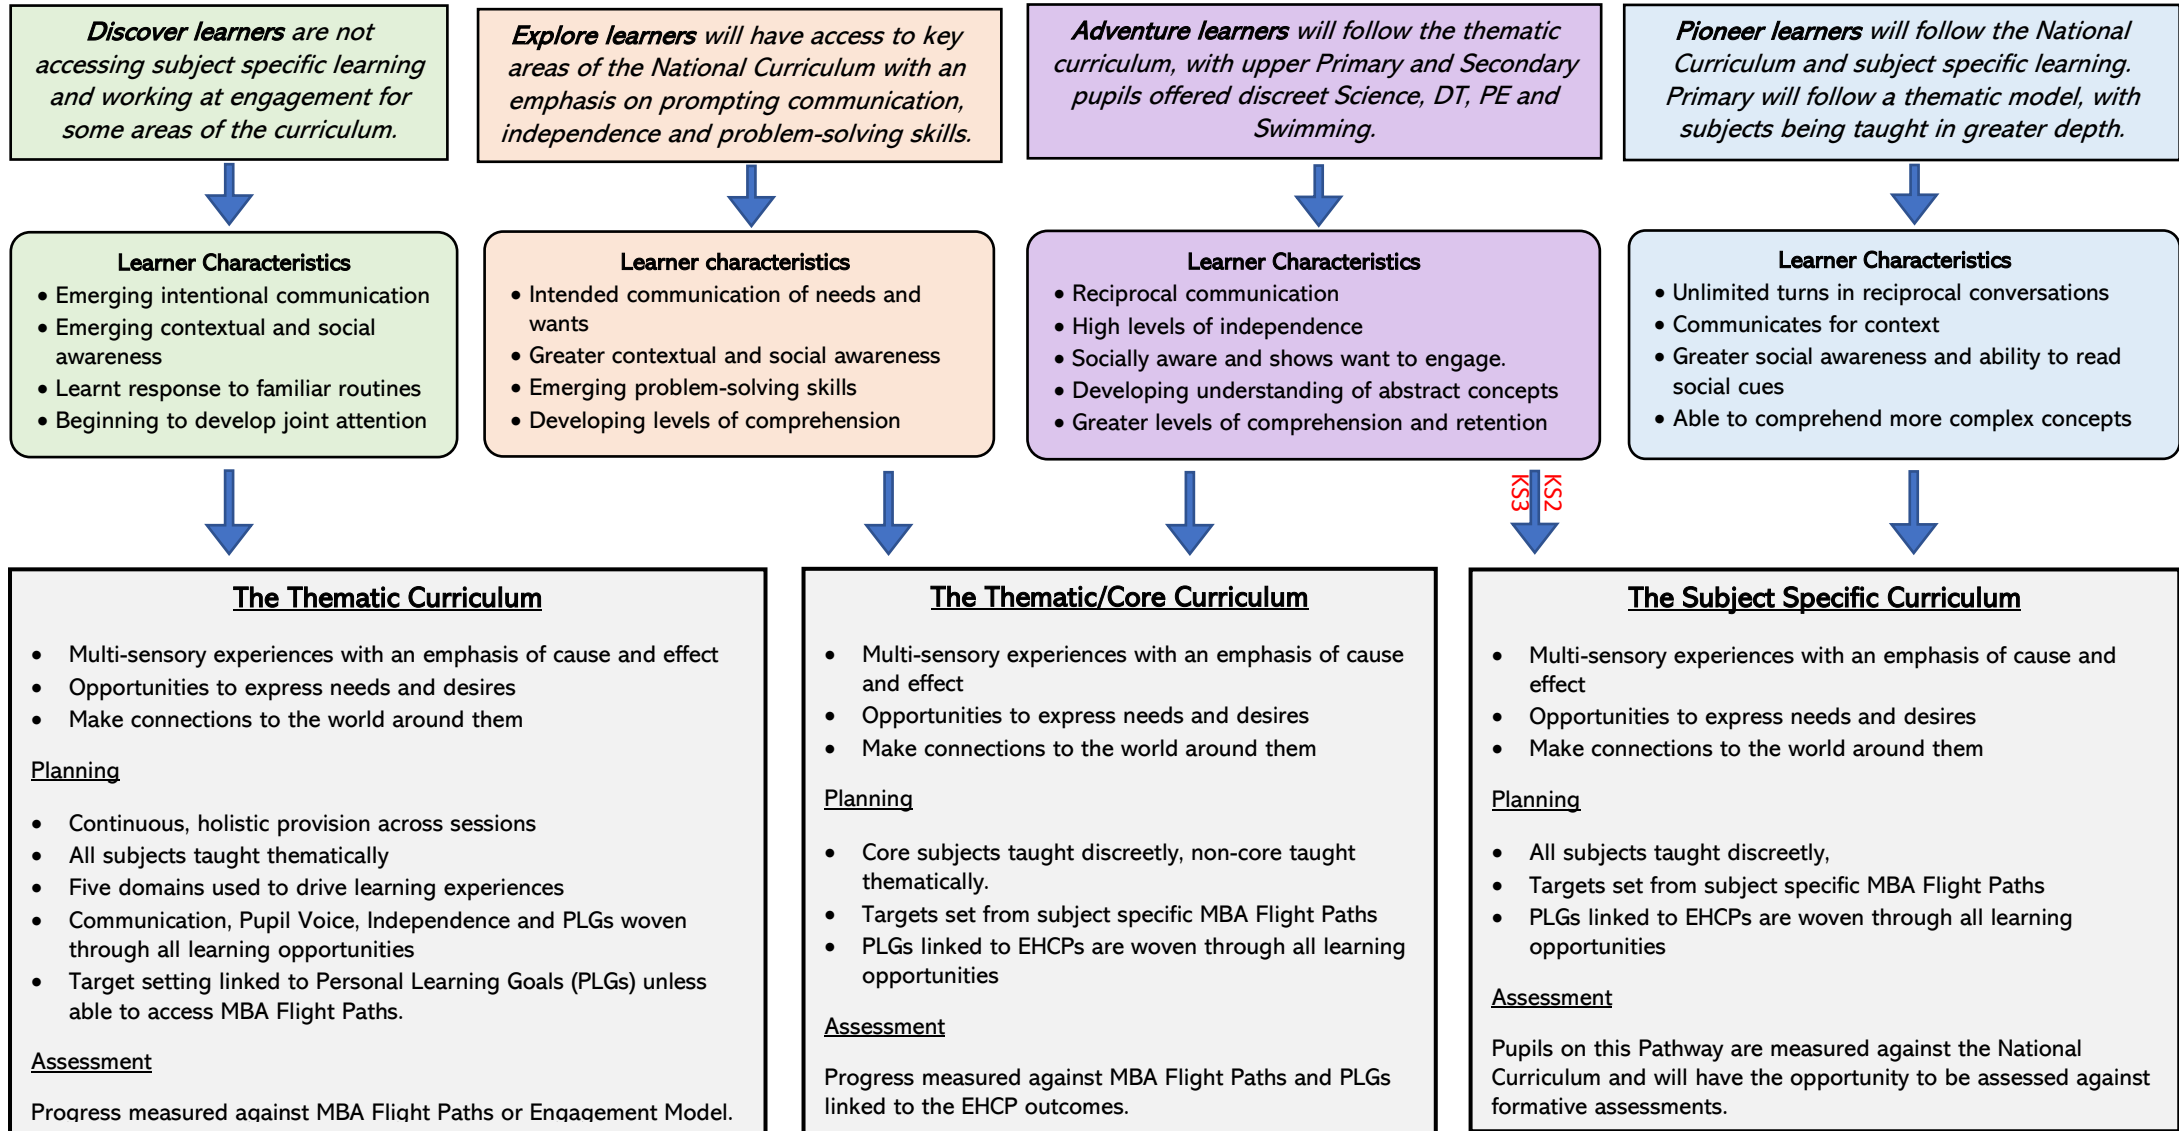 Discover learners are not
accessing subject specific learning
and working at engagement for
some areas of the curriculum.
Explore learners will have access to key
areas of the National Curriculum with an
emphasis on prompting communication,
independence and problem-solving skills.
Adventure learners will follow the thematic
curriculum, with upper Primary and Secondary
pupils offered discreet Science, DT, PE and
Swimming.
Pioneer learners will follow the National
Curriculum and subject specific learning.
Primary will follow a thematic model, with
subjects being taught in greater depth.
Learner Characteristics
• Emerging intentional communication
• Emerging contextual and social
awareness
• Learnt response to familiar routines
• Beginning to develop joint attention
Learner characteristics
• Intended communication of needs and
wants
• Greater contextual and social awareness
• Emerging problem-solving skills
• Developing levels of comprehension
Learner Characteristics
• Reciprocal communication
• High levels of independence
• Socially aware and shows want to engage.
• Developing understanding of abstract concepts
• Greater levels of comprehension and retention
Learner Characteristics
• Unlimited turns in reciprocal conversations
• Communicates for context
• Greater social awareness and ability to read
social cues
• Able to comprehend more complex concepts
KS3
KS2
The Thematic Curriculum
• Multi-sensory experiences with an emphasis of cause and effect
• Opportunities to express needs and desires
• Make connections to the world around them
Planning
• Continuous, holistic provision across sessions
• All subjects taught thematically
• Five domains used to drive learning experiences
• Communication, Pupil Voice, Independence and PLGs woven
through all learning opportunities
• Target setting linked to Personal Learning Goals (PLGs) unless
able to access MBA Flight Paths.
Assessment
Progress measured against MBA Flight Paths or Engagement Model.
The Thematic/Core Curriculum
• Multi-sensory experiences with an emphasis of cause
and effect
• Opportunities to express needs and desires
• Make connections to the world around them
Planning
• Core subjects taught discreetly, non-core taught
thematically.
• Targets set from subject specific MBA Flight Paths
• PLGs linked to EHCPs are woven through all learning
opportunities
Assessment
Progress measured against MBA Flight Paths and PLGs
linked to the EHCP outcomes.
The Subject Specific Curriculum
• Multi-sensory experiences with an emphasis of cause and
effect
• Opportunities to express needs and desires
• Make connections to the world around them
Planning
• All subjects taught discreetly,
• Targets set from subject specific MBA Flight Paths
• PLGs linked to EHCPs are woven through all learning
opportunities
Assessment
Pupils on this Pathway are measured against the National
Curriculum and will have the opportunity to be assessed against
formative assessments.